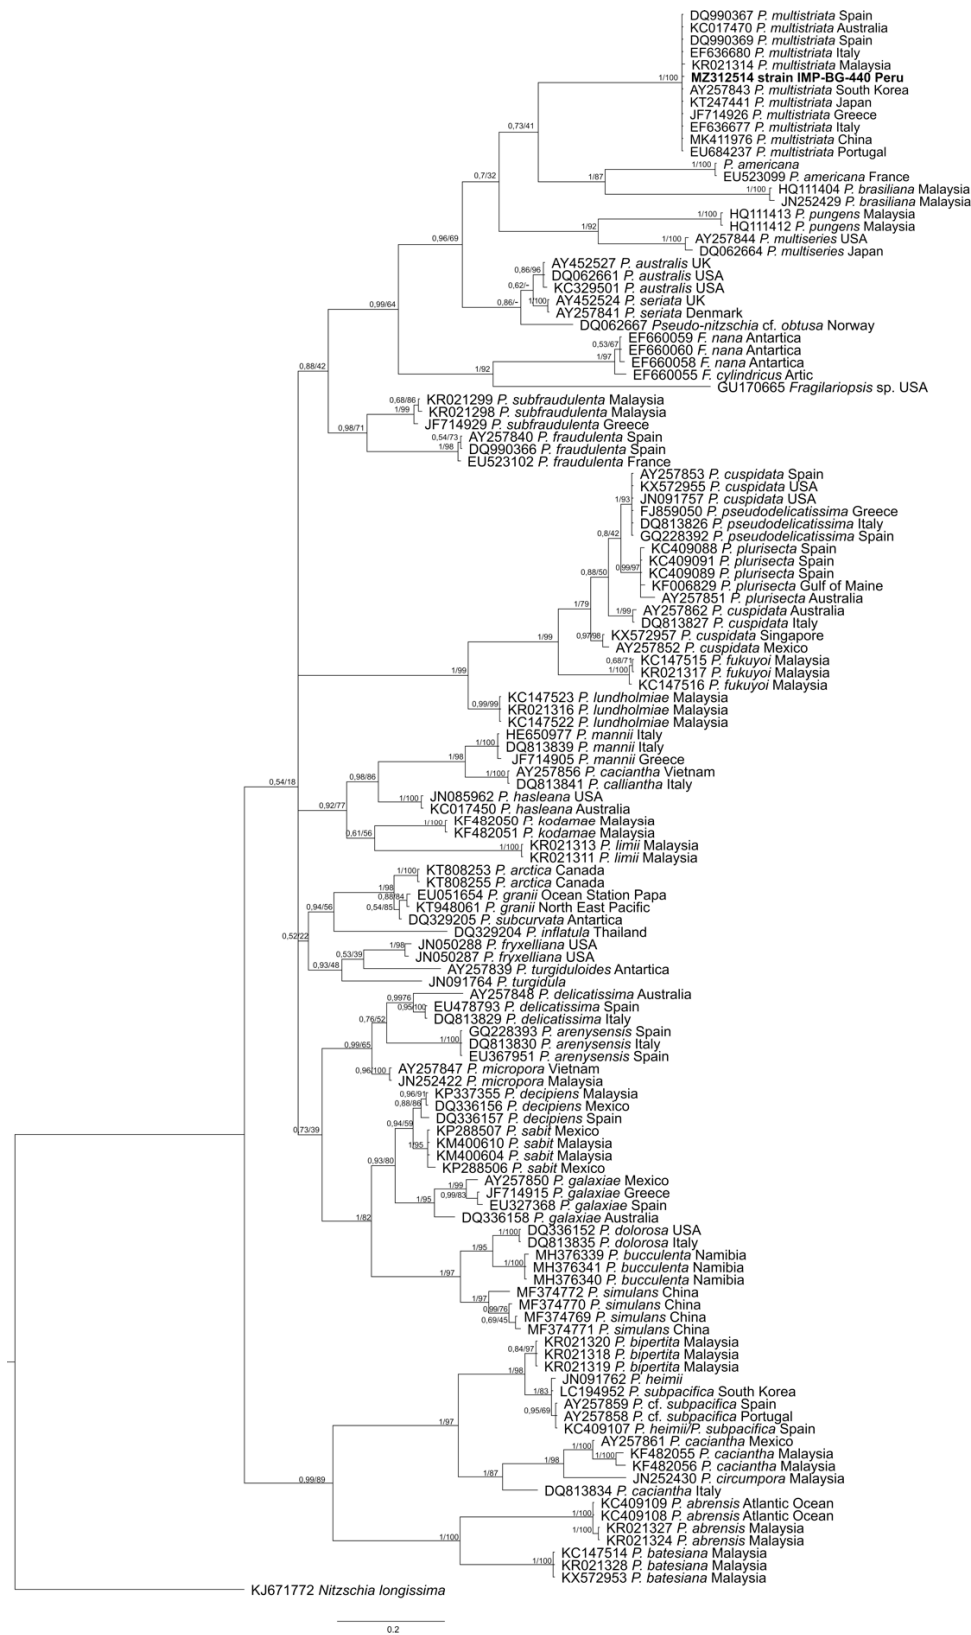 DQ990367 P. multistriata Spain
KC017470 P. multistriata Australia
DQ990369 P. multistriata Spain
EF636680 P. multistriata Italy
KR021314 P. multistriata Malaysia
1/100 MZ312514 strain IMP-BG-440 Peru
AY257843 P. multistriata South Korea
KT247441 P. multistriata Japan
JF714926 P. multistriata Greece
EF636677 P. multistriata Italy
0,73/41
MK411976 P. multistriata China
EU684237 P. multistriata Portugal
1/100 P. americana
0,7/32 1/87 EU523099 P. americana France
1/100 HQ111404 P. brasiliana Malaysia
JN252429 P. brasiliana Malaysia
1/100 HQ111413 P. pungens Malaysia
1/92 HQ111412 P. pungens Malaysia
0,96/69 1/100 AY257844 P. multiseries USA
DQ062664 P. multiseries Japan
AY452527 P. australis UK
0,86/96 DQ062661 P. australis USA
0,62/- KC329501 P. australis USA
0,99/64 0,86/- 1/100 AY452524 P. seriata UK
AY257841 P. seriata Denmark
DQ062667 Pseudo-nitzschia cf. obtusa Norway
EF660059 F. nana Antartica
0,53/67 EF660060 F. nana Antartica
1/97 EF660058 F. nana Antartica
0,88/42 1/92 EF660055 F. cylindricus Artic
GU170665 Fragilariopsis sp. USA
0,68/86 KR021299 P. subfraudulenta Malaysia
1/99 KR021298 P. subfraudulenta Malaysia
JF714929 P. subfraudulenta Greece
0,98/71 0,54/73 AY257840 P. fraudulenta Spain
1/98 DQ990366 P. fraudulenta Spain
EU523102 P. fraudulenta France
AY257853 P. cuspidata Spain
KX572955 P. cuspidata USA
1/93 JN091757 P. cuspidata USA
FJ859050 P. pseudodelicatissima Greece
DQ813826 P. pseudodelicatissima Italy
0,8/42 GQ228392 P. pseudodelicatissima Spain
KC409088 P. plurisecta Spain
KC409091 P. plurisecta Spain
0,88/50 0,99/97 KC409089 P. plurisecta Spain
KF006829 P. plurisecta Gulf of Maine
AY257851 P. plurisecta Australia
1/79 1/99 AY257862 P. cuspidata Australia
DQ813827 P. cuspidata Italy
1/99 0,97/98 KX572957 P. cuspidata Singapore
AY257852 P. cuspidata Mexico
0,68/71 KC147515 P. fukuyoi Malaysia
1/99 1/100 KR021317 P. fukuyoi Malaysia
KC147516 P. fukuyoi Malaysia
KC147523 P. lundholmiae Malaysia
0,99/99 KR021316 P. lundholmiae Malaysia
KC147522 P. lundholmiae Malaysia
HE650977 P. mannii Italy
1/100 DQ813839 P. mannii Italy
1/98 JF714905 P. mannii Greece
0,98/86 1/100 AY257856 P. caciantha Vietnam
0,54/18 DQ813841 P. calliantha Italy
1/100 JN085962 P. hasleana USA
0,92/77 KC017450 P. hasleana Australia
1/100 KF482050 P. kodamae Malaysia
0,61/56 KF482051 P. kodamae Malaysia
1/100 KR021313 P. limii Malaysia
KR021311 P. limii Malaysia
1/100 KT808253 P. arctica Canada
1/98 KT808255 P. arctica Canada
0,88/84 EU051654 P. granii Ocean Station Papa
0,94/56 0,54/85 KT948061 P. granii North East Pacific
DQ329205 P. subcurvata Antartica
DQ329204 P. inflatula Thailand
0,52/22 1/98 JN050288 P. fryxelliana USA
0,53/39 JN050287 P. fryxelliana USA
0,93/48 AY257839 P. turgiduloides Antartica
JN091764 P. turgidula
0,9976 AY257848 P. delicatissima Australia
0,95/100 EU478793 P. delicatissima Spain
0,76/52 DQ813829 P. delicatissima Italy
GQ228393 P. arenysensis Spain
0,99/65 1/100 DQ813830 P. arenysensis Italy
EU367951 P. arenysensis Spain
0,96/100 AY257847 P. micropora Vietnam
JN252422 P. micropora Malaysia
0,96/91 KP337355 P. decipiens Malaysia
0,88/86 DQ336156 P. decipiens Mexico
0,94/59 DQ336157 P. decipiens Spain
0,73/39 KP288507 P. sabit Mexico
1/95 KM400610 P. sabit Malaysia
0,93/80 KM400604 P. sabit Malaysia
KP288506 P. sabit Mexico
1/99 AY257850 P. galaxiae Mexico
0,99/83 JF714915 P. galaxiae Greece
1/95 EU327368 P. galaxiae Spain
1/82 DQ336158 P. galaxiae Australia
1/100 DQ336152 P. dolorosa USA
1/95 DQ813835 P. dolorosa Italy
MH376339 P. bucculenta Namibia
1/97 1/100 MH376341 P. bucculenta Namibia
MH376340 P. bucculenta Namibia
1/97 MF374772 P. simulans China
0,99/76 MF374770 P. simulans China
0,69/45 MF374769 P. simulans China
MF374771 P. simulans China
KR021320 P. bipertita Malaysia
0,84/97 KR021318 P. bipertita Malaysia
1/98 KR021319 P. bipertita Malaysia
JN091762 P. heimii
1/83 LC194952 P. subpacifica South Korea
AY257859 P. cf. subpacifica Spain
0,95/69 AY257858 P. cf. subpacifica Portugal
1/97 KC409107 P. heimii/P. subpacifica Spain
1/100 AY257861 P. caciantha Mexico
1/98 1/100 KF482055 P. caciantha Malaysia
1/87 KF482056 P. caciantha Malaysia
0,99/89 JN252430 P. circumpora Malaysia
DQ813834 P. caciantha Italy
KC409109 P. abrensis Atlantic Ocean
1/100 KC409108 P. abrensis Atlantic Ocean
1/100 KR021327 P. abrensis Malaysia
1/100 KR021324 P. abrensis Malaysia
KC147514 P. batesiana Malaysia
1/100 KR021328 P. batesiana Malaysia
KX572953 P. batesiana Malaysia
KJ671772 Nitzschia longissima
0.2